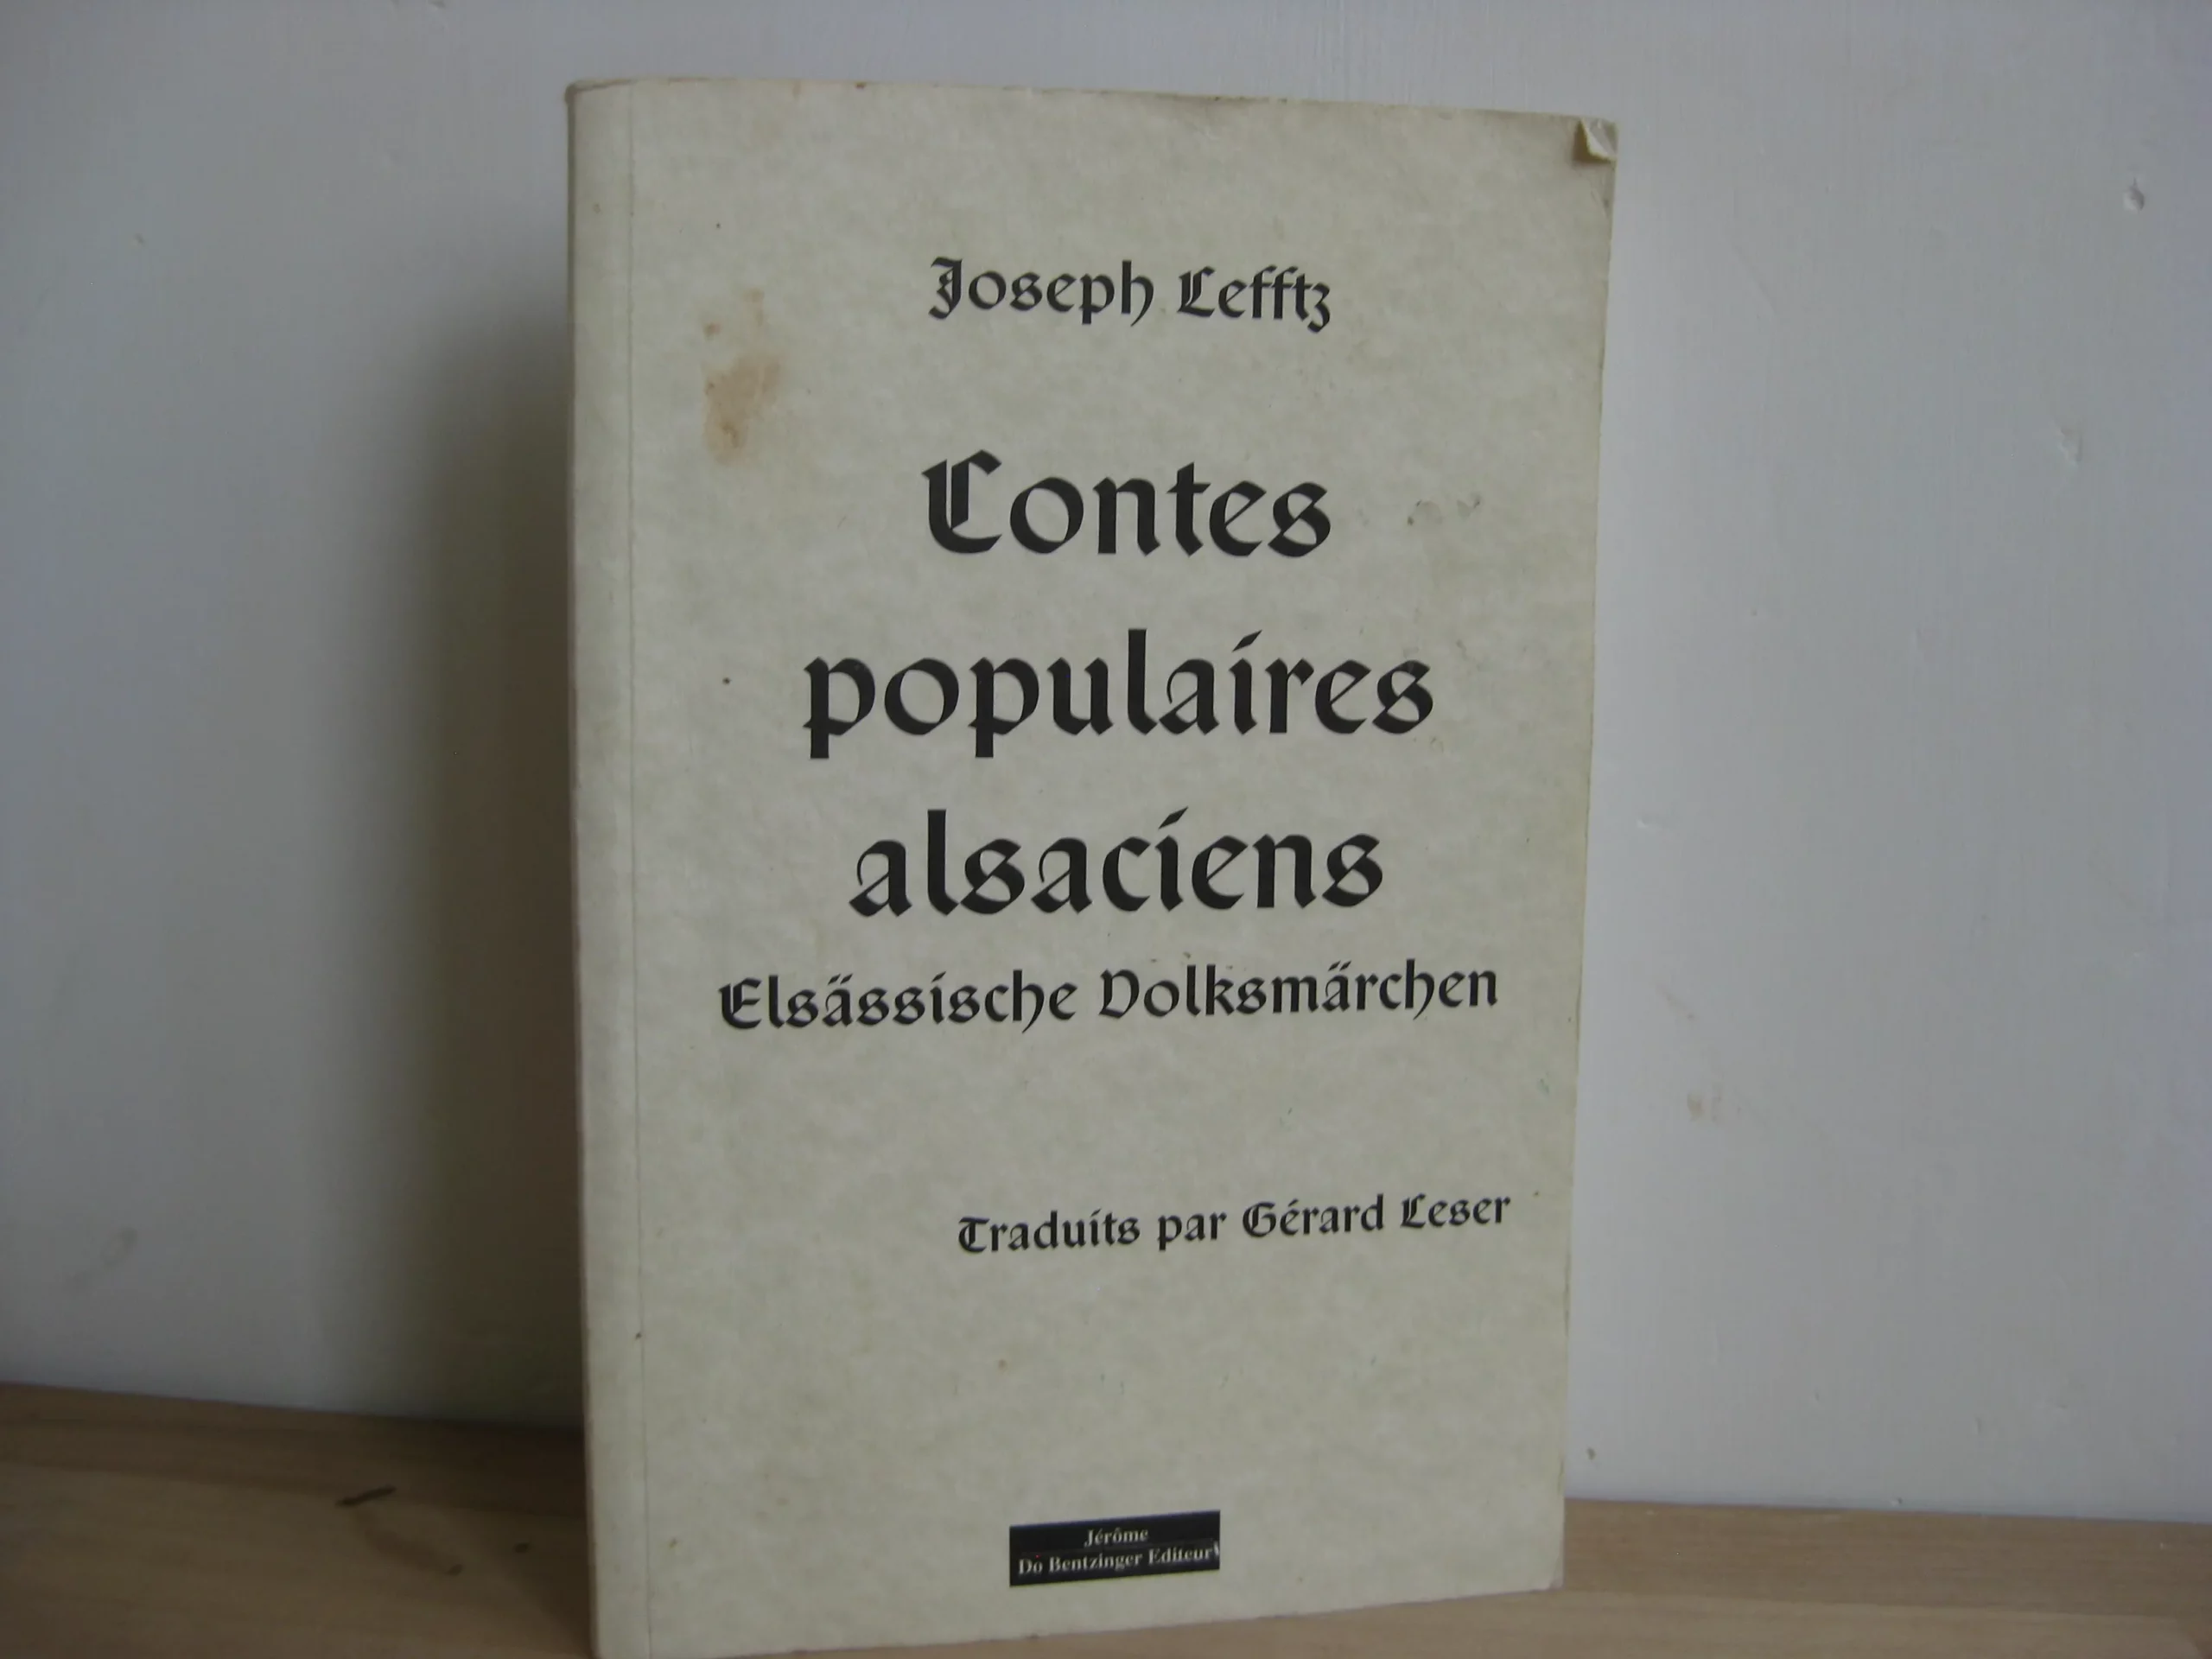 Joseph Lefftz
Contes
populaires
alsaciens
Elsässische Volksmärchen
Traduits par Gérard Leser
Jérôme
Do Bentzinger Editeur